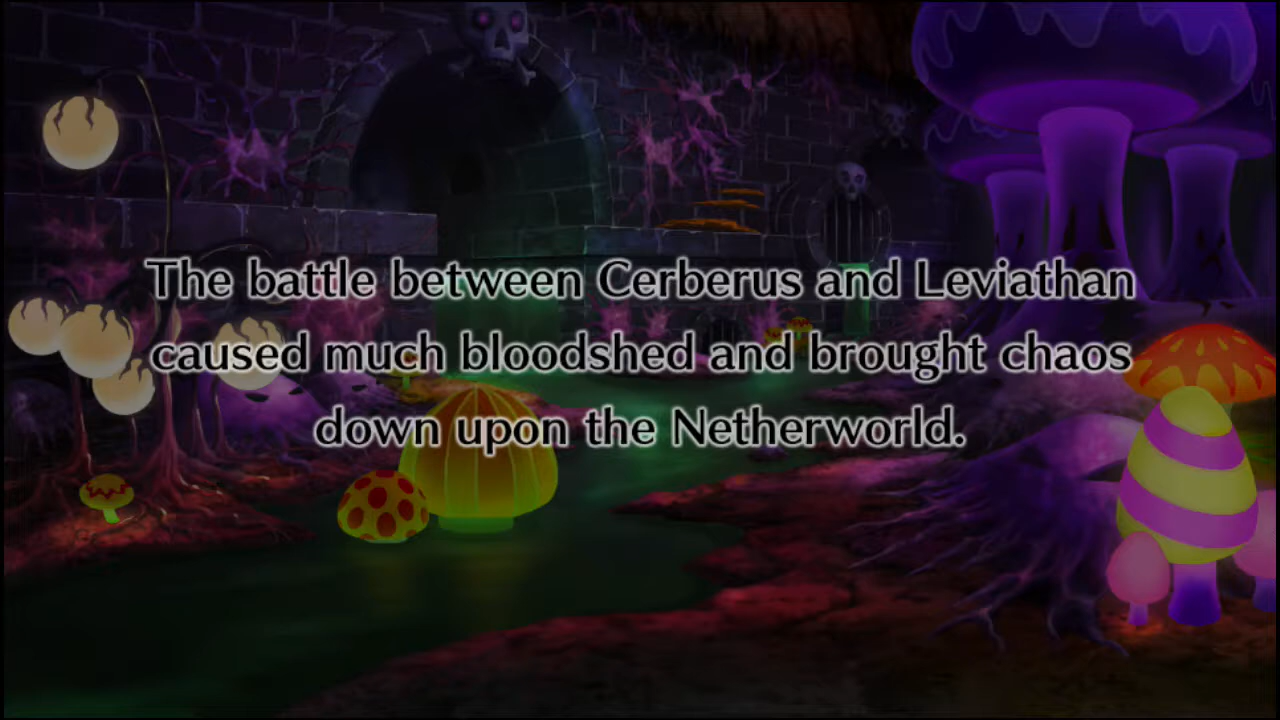 The battle between Cerberus and Leviathan
caused much bloodshed and brought chaos
down upon the Netherworld.